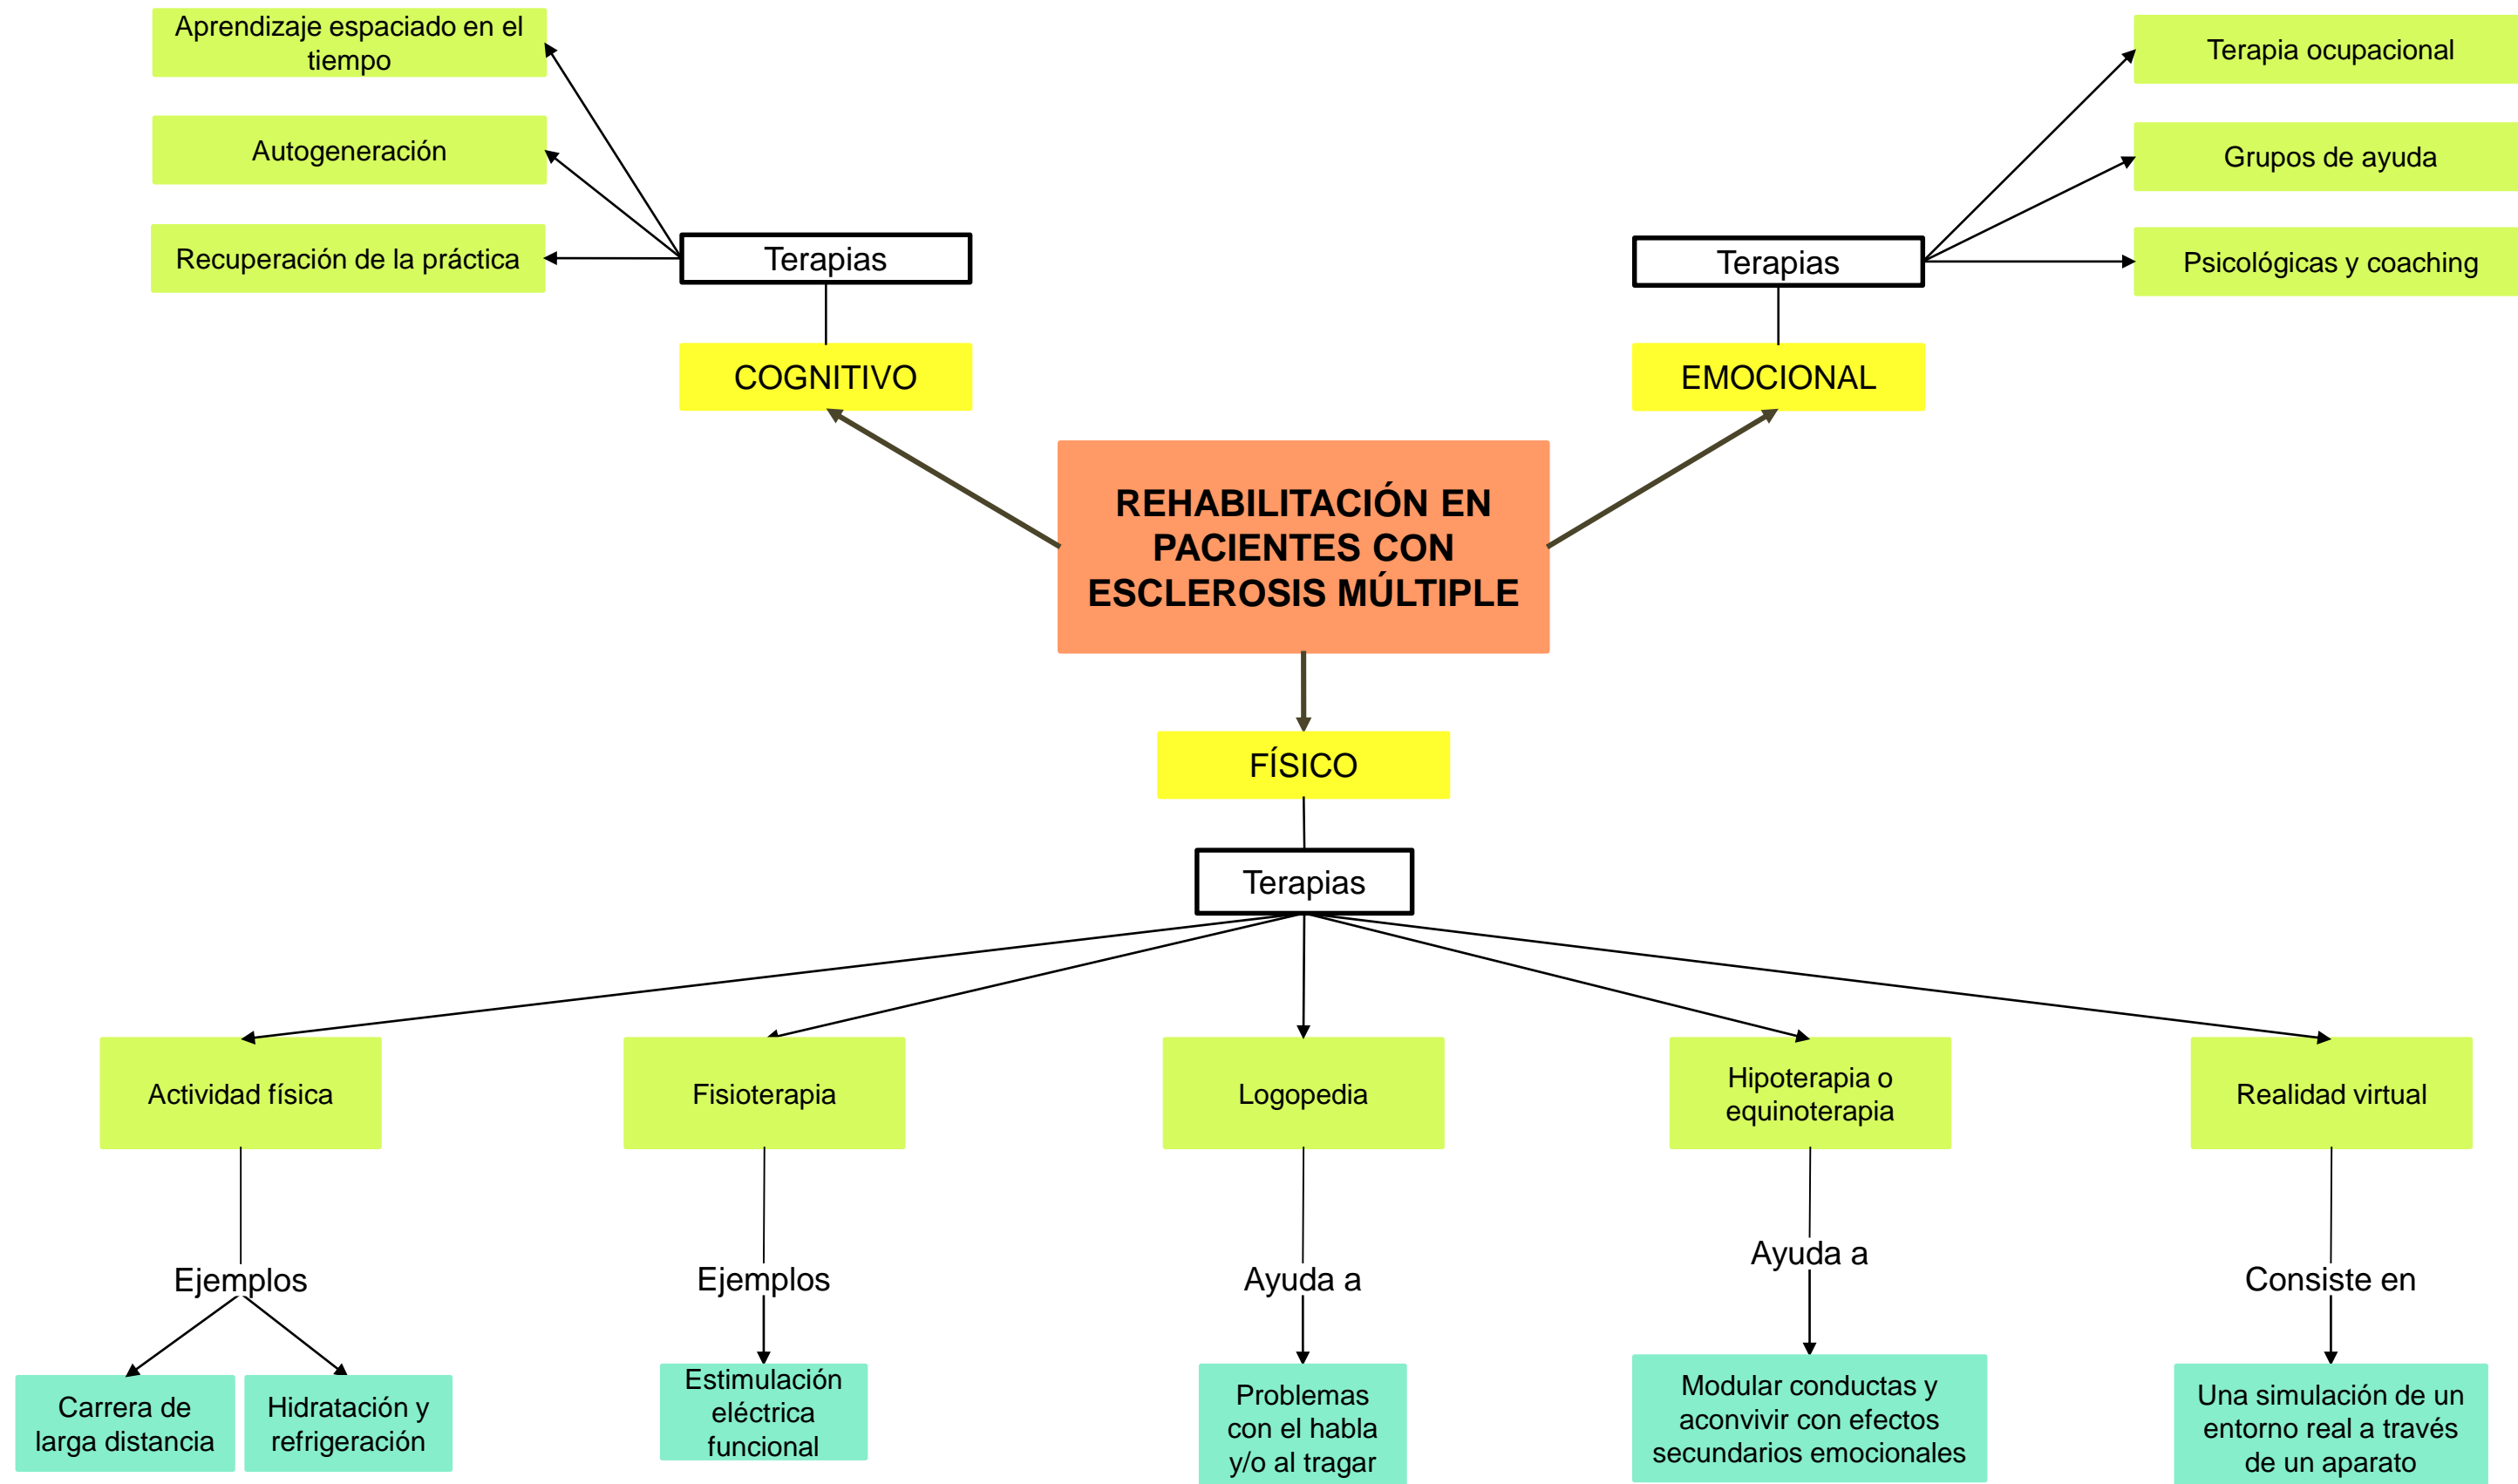 Aprendizaje espaciado en el
tiempo
Autogeneración
Recuperación de la práctica
Terapias
COGNITIVO
Terapia ocupacional
Grupos de ayuda
Psicológicas y coaching
Terapias
EMOCIONAL
REHABILITACIÓN EN
PACIENTES CON
ESCLEROSIS MÚLTIPLE
FÍSICO
Terapias
Actividad física
Ejemplos
Carrera de
larga distancia
Hidratación y
refrigeración
Fisioterapia
Ejemplos
Estimulación
eléctrica
funcional
Logopedia
Ayuda a
Problemas
con el habla
y/o al tragar
Hipoterapia o
equinoterapia
Ayuda a
Modular conductas y
aconvivir con efectos
secundarios emocionales
Realidad virtual
Consiste en
Una simulación de un
entorno real a través
de un aparato